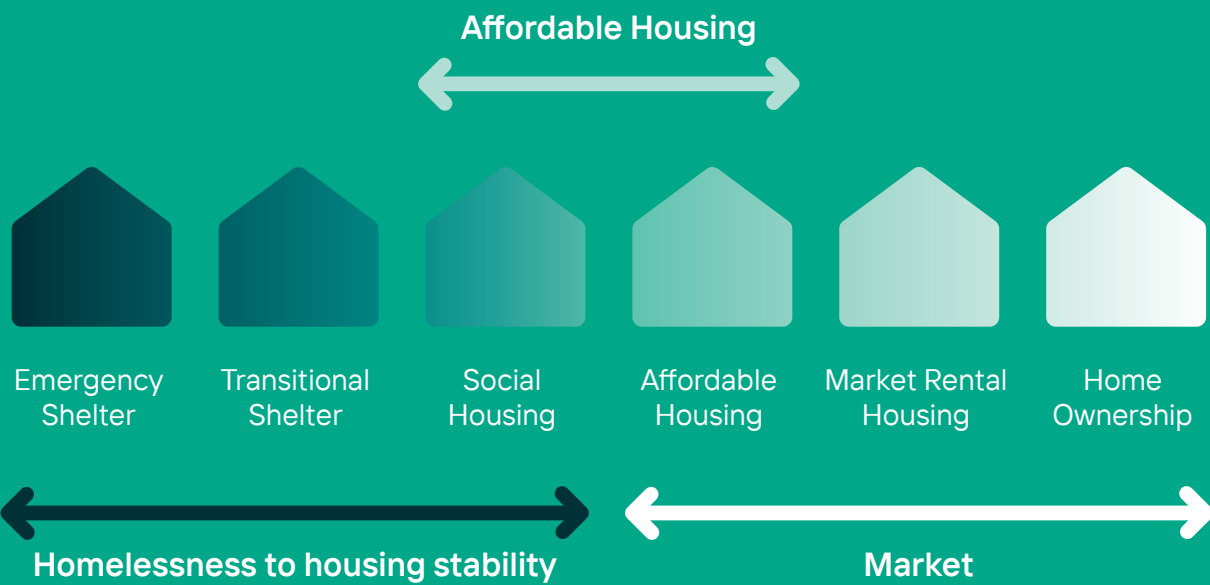 Affordable Housing
Emergency
Shelter
Transitional
Shelter
Social
Housing
Affordable
Housing
Market Rental
Housing
Home
Ownership
Homelessness to housing stability
Market